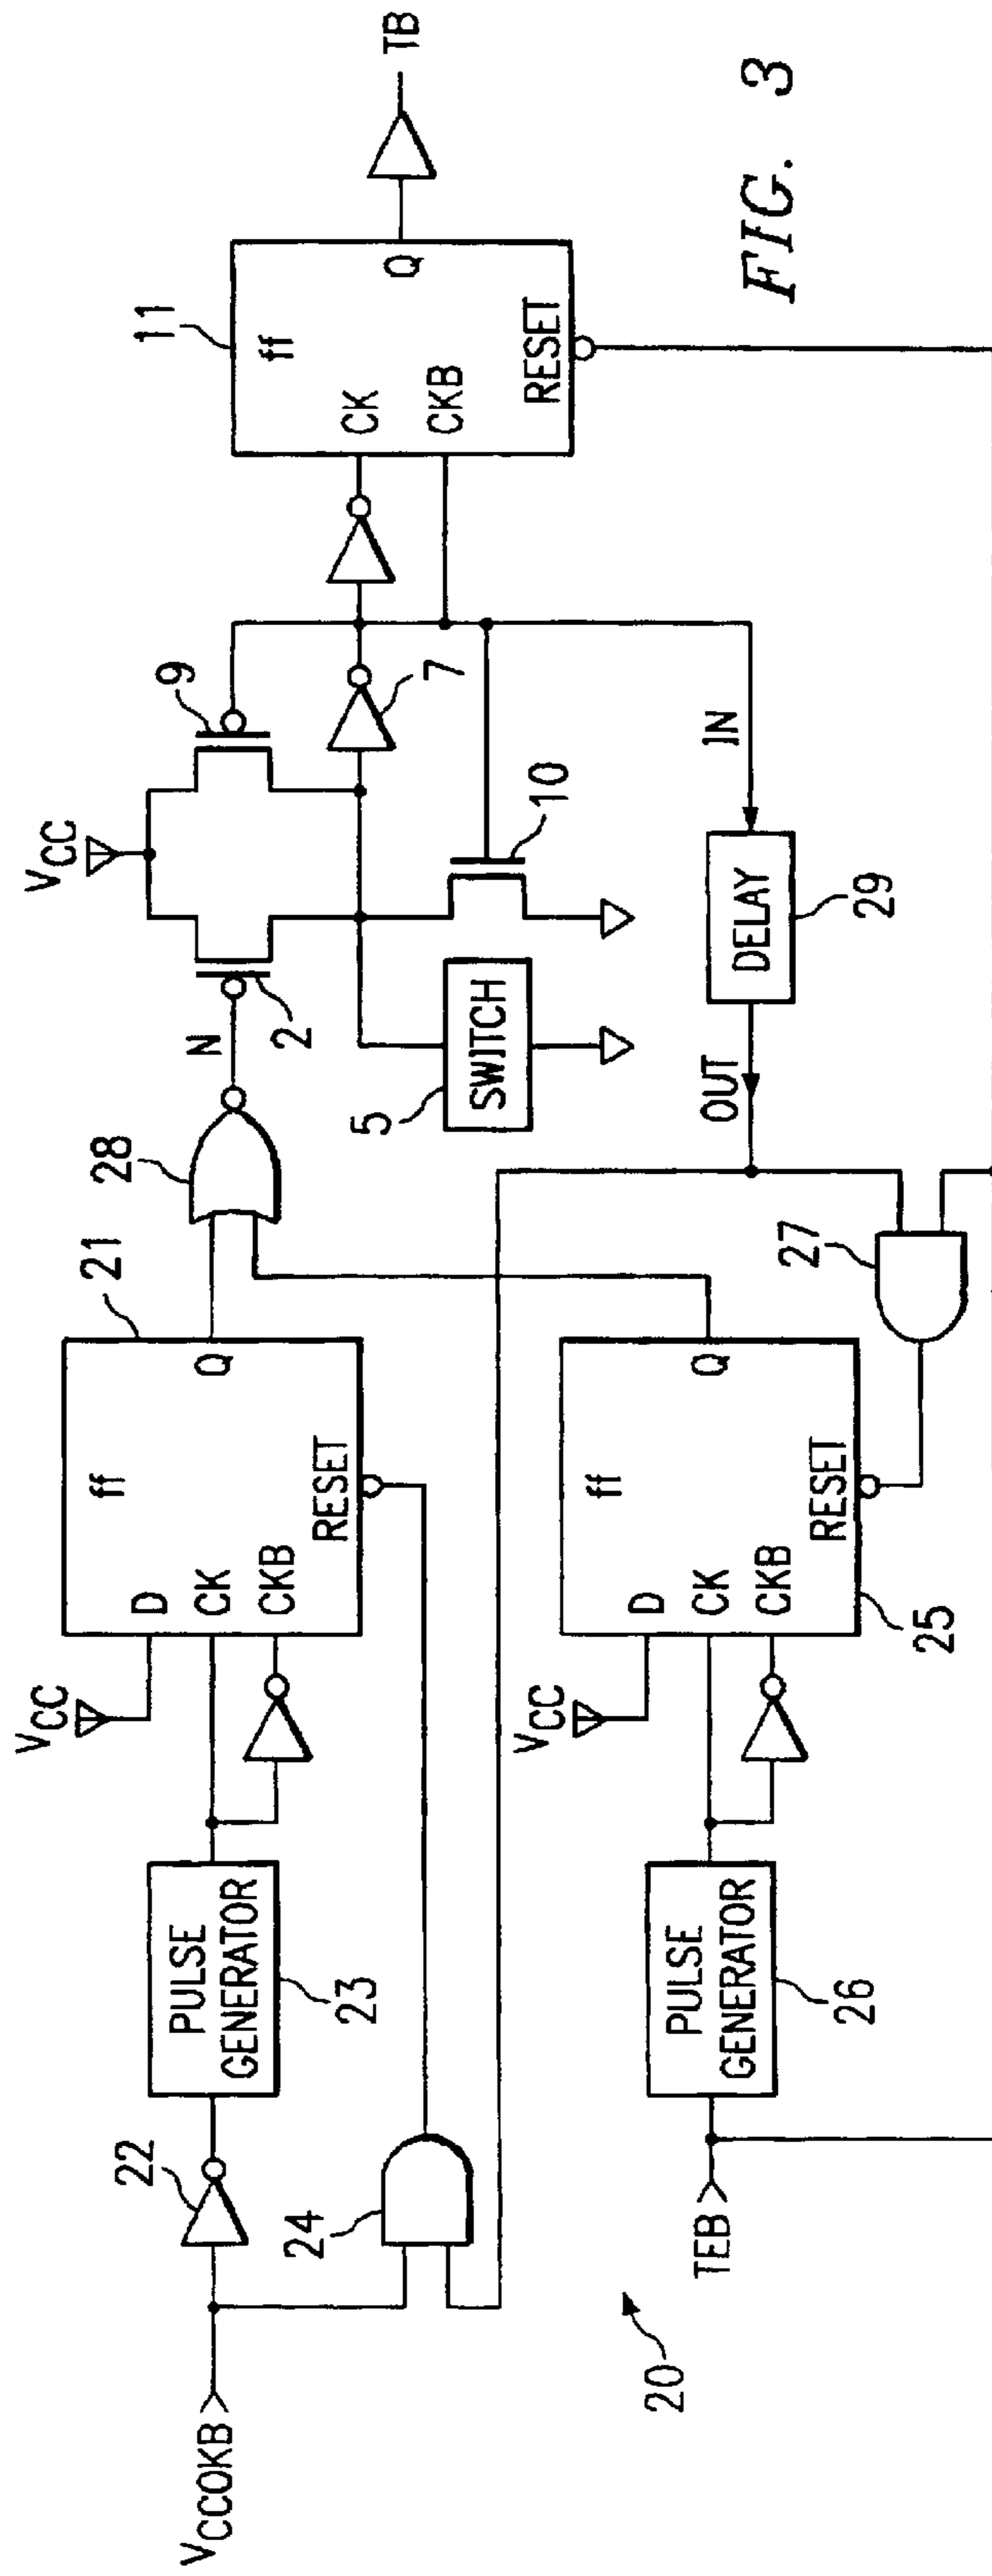 VCCOKB
22
PULSE
GENERATOR
23
24
VCC
D
CK
CKB
ff
RESET
Q
21
28
N
2
VCC
9
5
SWITCH
10
7
CK
CKB
ff
RESET
Q
11
TB
20
TEB
PULSE
GENERATOR
26
VCC
D
CK
CKB
ff
RESET
Q
25
27
OUT
DELAY
29
IN
FIG. 3